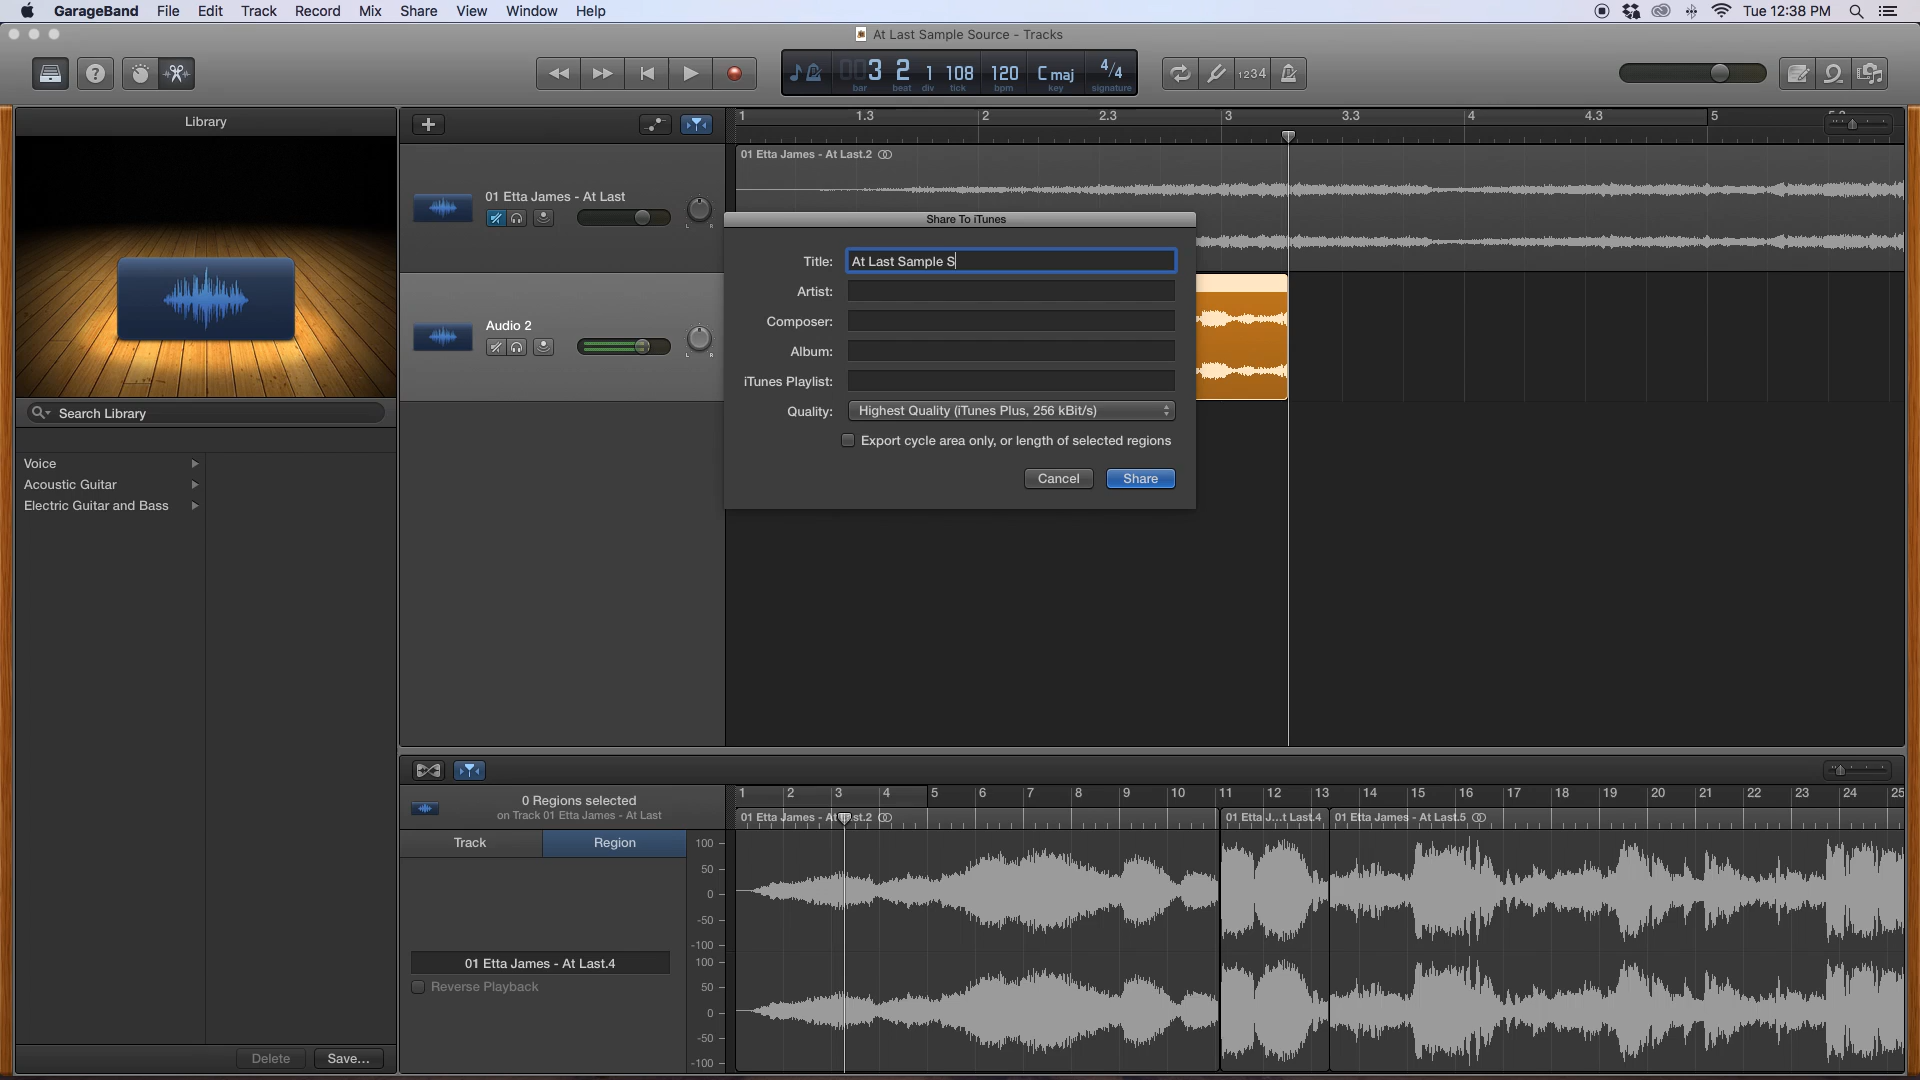 GarageBand File Edit Track Record Mix Share View Window Help Tue 12:38 PM
At Last Sample Source - Tracks
3 2 1 108 120 C maj 4/4
bar beat div tick bpm key signature
1234
Library
1 1.3 2 2.3 3 3.3 4 4.3 5
01 Etta James - At Last.2
01 Etta James - At Last
L R
Share To iTunes
Title: At Last Sample S
Artist:
Composer:
Album:
iTunes Playlist:
Quality: Highest Quality (iTunes Plus, 256 kBit/s)
Export cycle area only, or length of selected regions
Cancel Share
Audio 2
L R
Search Library
Voice
Acoustic Guitar
Electric Guitar and Bass
0 Regions selected
on Track 01 Etta James - At Last
1 2 3 4 5 6 7 8 9 10 11 12 13 14 15 16 17 18 19 20 21 22 23 24 25
01 Etta James - At Last.2 01 Etta J...t Last.4 01 Etta James - At Last.5
Track Region
100
50
0
-50
-100
100
50
0
-50
-100
01 Etta James - At Last.4
Reverse Playback
Delete Save...